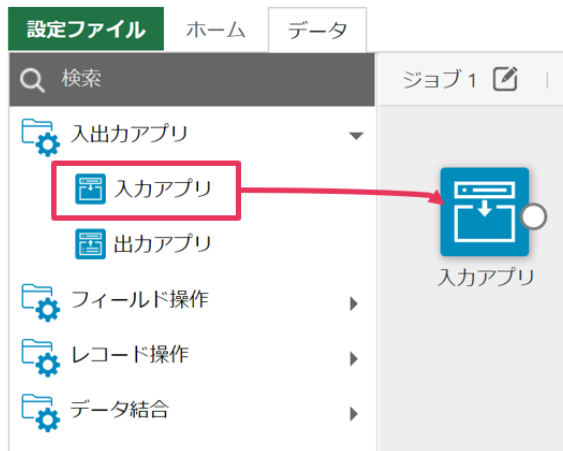 設定ファイル ホーム データ
検索
ジョブ 1
入出力アプリ
入力アプリ
出力アプリ
フィールド操作
レコード操作
データ結合
入力アプリ